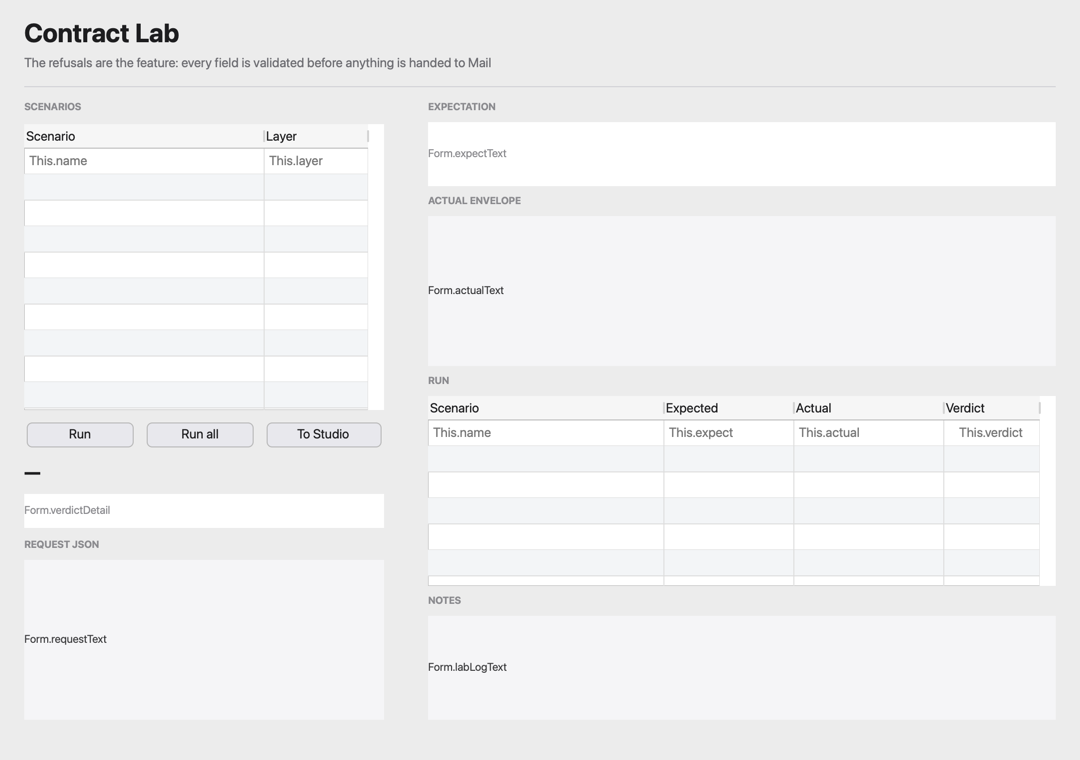 Contract Lab
The refusals are the feature: every field is validated before anything is handed to Mail
SCENARIOS
Scenario Layer
This.name This.layer
Run Run all To Studio
—
Form.verdictDetail
REQUEST JSON
Form.requestText
EXPECTATION
Form.expectText
ACTUAL ENVELOPE
Form.actualText
RUN
Scenario Expected Actual Verdict
This.name This.expect This.actual This.verdict
NOTES
Form.labLogText